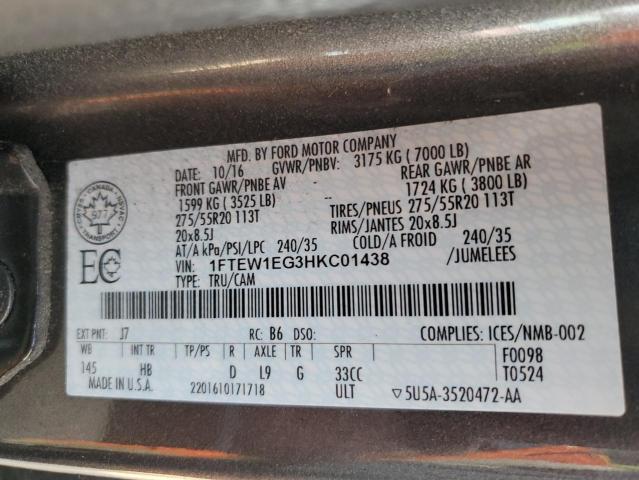 MFD. BY FORD MOTOR COMPANY
DATE: 10/16 GVWR/PNBV: 3175 KG ( 7000 LB)
FRONT GAWR/PNBE AV REAR GAWR/PNBE AR
1599 KG ( 3525 LB) 1724 KG ( 3800 LB)
275/55R20 113T TIRES/PNEUS 275/55R20 113T
20x8.5J RIMS/JANTES 20x8.5J
AT/A kPa/PSI/LPC 240/35 COLD/A FROID 240/35
VIN: 1FTEW1EG3HKC01438 /JUMELEES
TYPE: TRU/CAM
CANADA
977
TRANSPORT
EC
EXT PNT: J7 RC: B6 DSO: COMPLIES: ICES/NMB-002
WB INT TR TP/PS R AXLE TR SPR F0098
145 HB D L9 G 33CC T0524
MADE IN U.S.A. 2201610171718 ULT ▽5U5A-3520472-AA